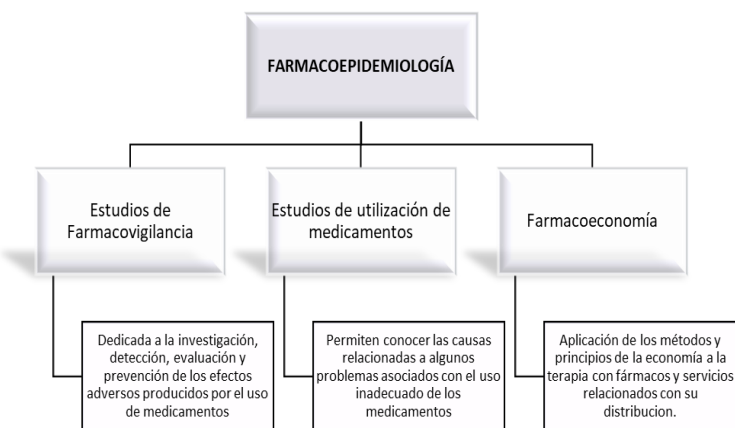 FARMACOEPIDEMIOLOGÍA
Estudios de
Farmacovigilancia
Estudios de utilización de
medicamentos
Farmacoeconomía
Dedicada a la investigación,
detección, evaluación y
prevención de los efectos
adversos producidos por el uso
de medicamentos
Permiten conocer las causas
relacionadas a algunos
problemas asociados con el uso
inadecuado de los
medicamentos
Aplicación de los métodos y
principios de la economía a la
terapia con fármacos y servicios
relacionados con su
distribucion.